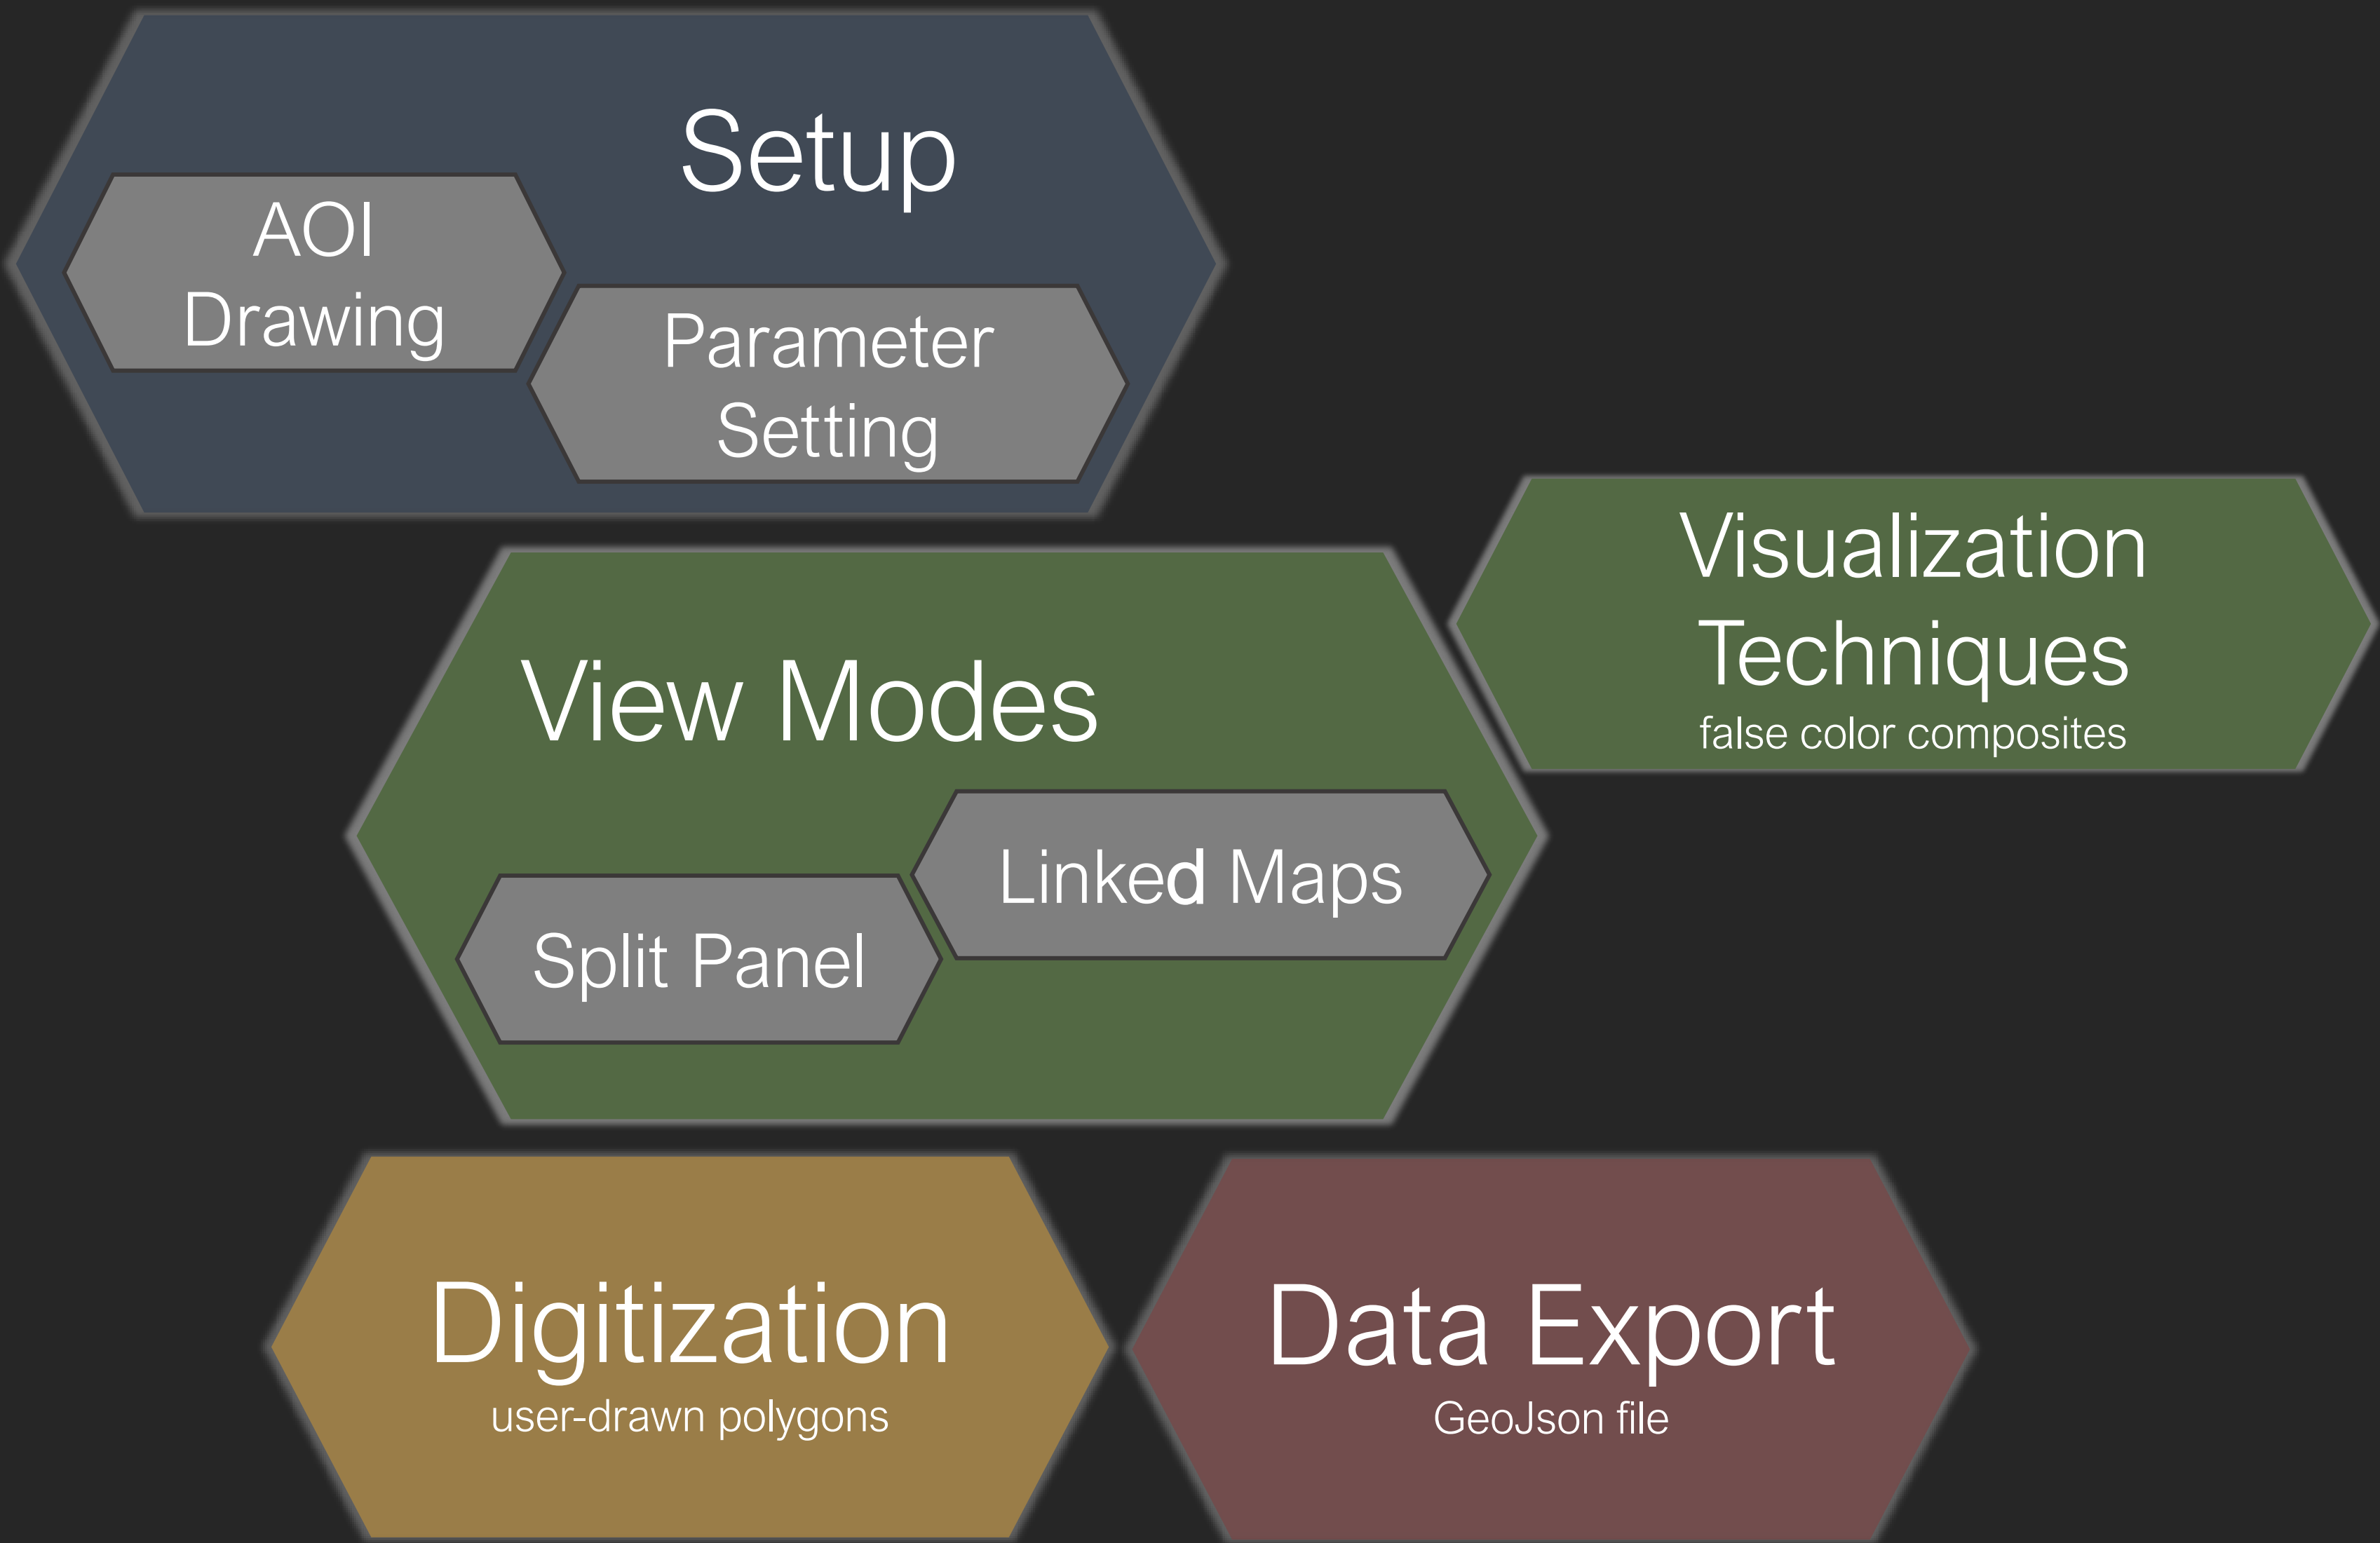 Setup
AOI
Drawing
Parameter
Setting
View Modes
Linked Maps
Split Panel
Visualization
Techniques
false color composites
Digitization
user-drawn polygons
Data Export
GeoJson file